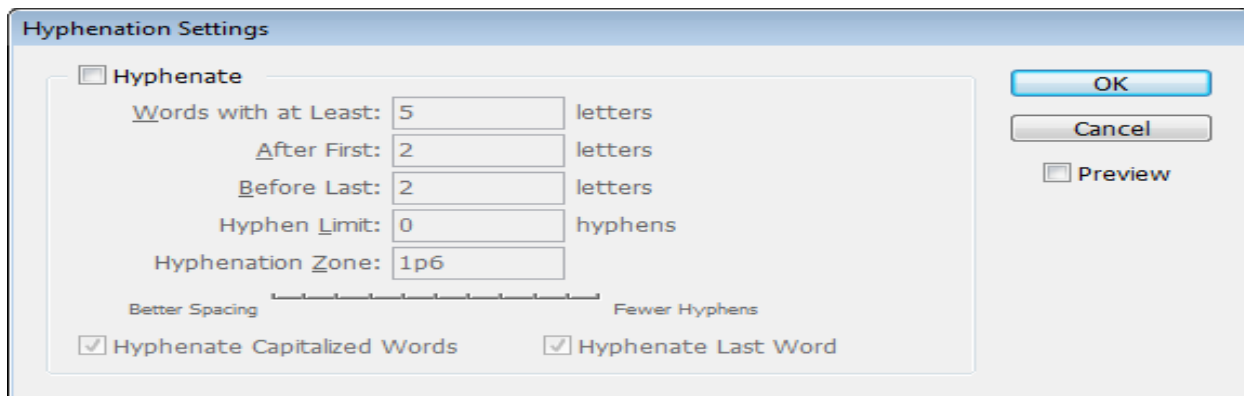 Hyphenation Settings
Hyphenate
Words with at Least: 5 letters
After First: 2 letters
Before Last: 2 letters
Hyphen Limit: 0 hyphens
Hyphenation Zone: 1p6
Better Spacing Fewer Hyphens
Hyphenate Capitalized Words Hyphenate Last Word
OK
Cancel
Preview